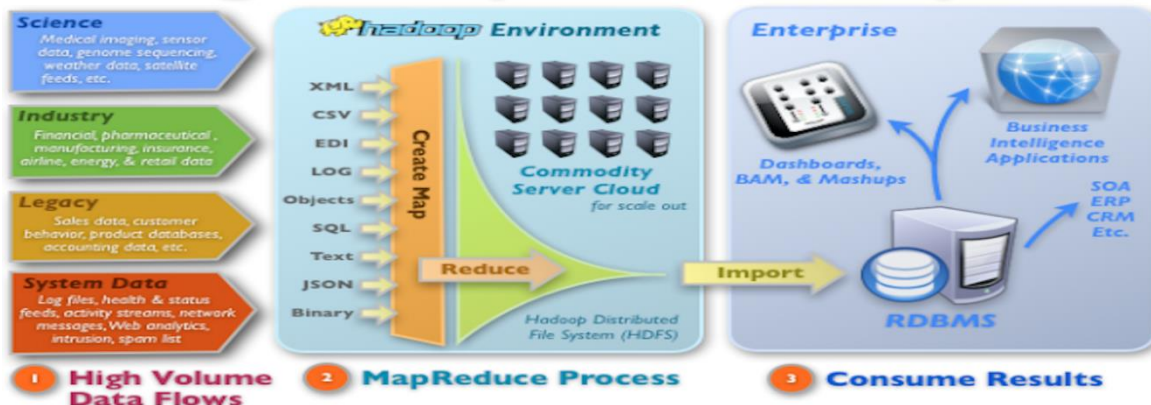 Science
Medical imaging, sensor
data, genome sequencing,
weather data, satellite
feeds, etc.
Industry
Financial, pharmaceutical,
manufacturing, insurance,
airline, energy, & retail data
Legacy
Sales data, customer
behavior, product databases,
accounting data, etc.
System Data
Log files, health & status
feeds, activity streams, network
messages, Web analytics,
intrusion, spam list
1 High Volume
Data Flows
hadoop Environment
XML
CSV
EDI
LOG
Objects
SQL
Text
JSON
Binary
Create Map
Commodity
Server Cloud
for scale out
Reduce
Hadoop Distributed
File System (HDFS)
2 MapReduce Process
Import
Enterprise
Dashboards,
BAM, & Mashups
Business
Intelligence
Applications
SOA
ERP
CRM
Etc.
RDBMS
3 Consume Results